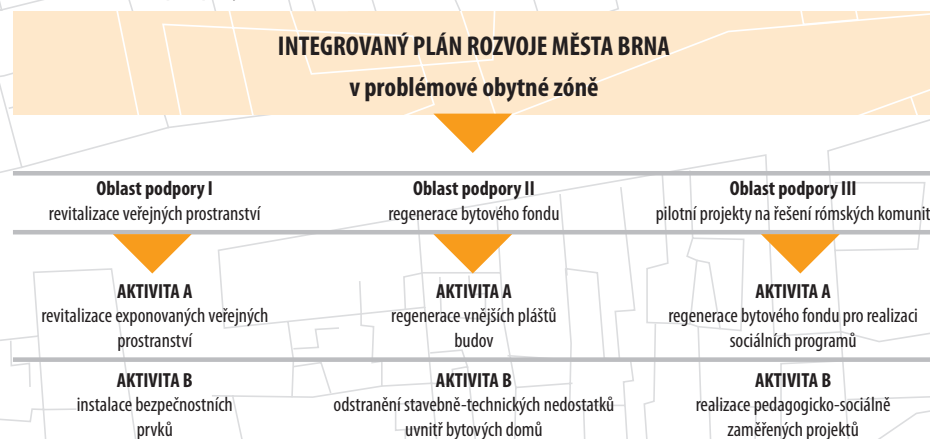 INTEGROVANÝ PLÁN ROZVOJE MĚSTA BRNA
v problémové obytné zóně
Oblast podpory I
revitalizace veřejných prostranství
Oblast podpory II
regenerace bytového fondu
Oblast podpory III
pilotní projekty na řešení rómských komunit
AKTIVITA A
revitalizace exponovaných veřejných
prostranství
AKTIVITA A
regenerace vnějších plášťů
budov
AKTIVITA A
regenerace bytového fondu pro realizaci
sociálních programů
AKTIVITA B
instalace bezpečnostních
prvků
AKTIVITA B
odstranění stavebně-technických nedostatků
uvnitř bytových domů
AKTIVITA B
realizace pedagogicko-sociálně
zaměřených projektů